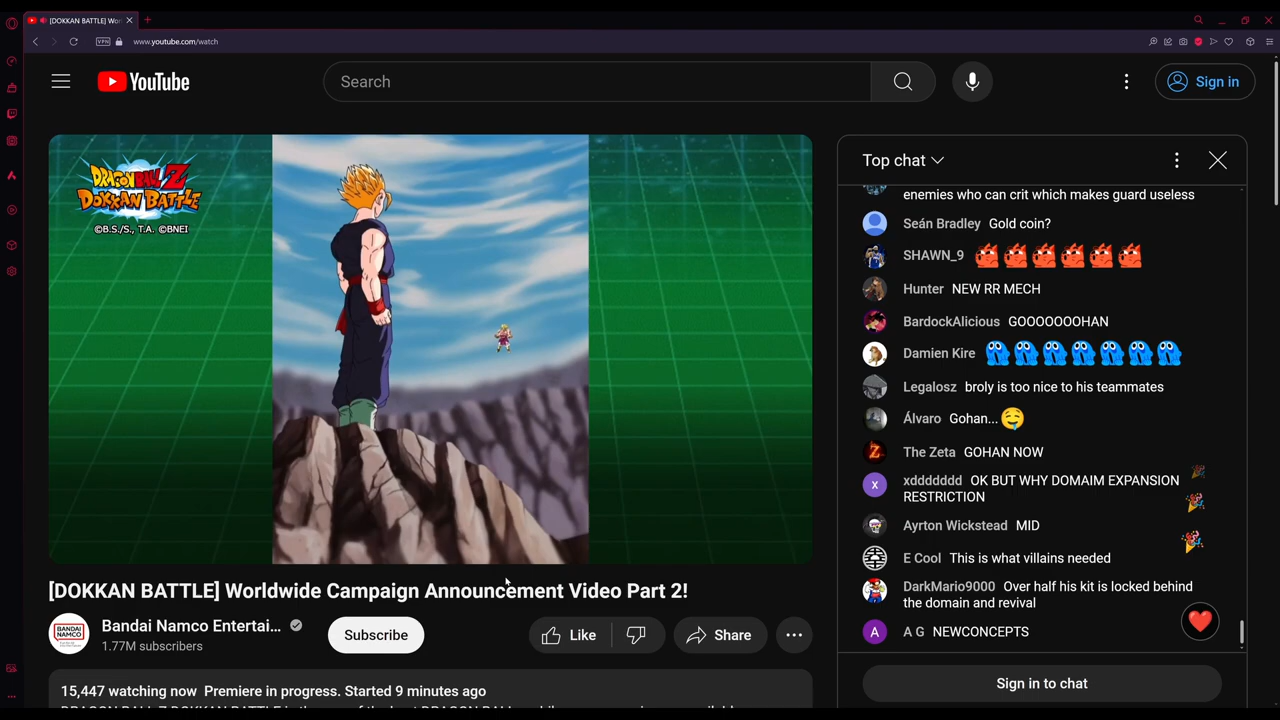 [DOKKAN BATTLE] Wor
VPN
www.youtube.com/watch
YouTube
Search
Sign in
DRAGON BALL Z
DOKKAN BATTLE
©B.S./S., T.A. ©BNEI
Top chat
enemies who can crit which makes guard useless
Seán Bradley Gold coin?
SHAWN_9
Hunter NEW RR MECH
BardockAlicious GOOOOOOOHAN
Damien Kire
Legalosz broly is too nice to his teammates
Álvaro Gohan...
The Zeta GOHAN NOW
xddddddd OK BUT WHY DOMAIM EXPANSION
RESTRICTION
Ayrton Wickstead MID
E Cool This is what villains needed
DarkMario9000 Over half his kit is locked behind
the domain and revival
A G NEWCONCEPTS
Sign in to chat
[DOKKAN BATTLE] Worldwide Campaign Announcement Video Part 2!
BANDAI
NAMCO
Bandai Namco Entertai...
1.77M subscribers
Subscribe
Like
Share
15,447 watching now Premiere in progress. Started 9 minutes ago